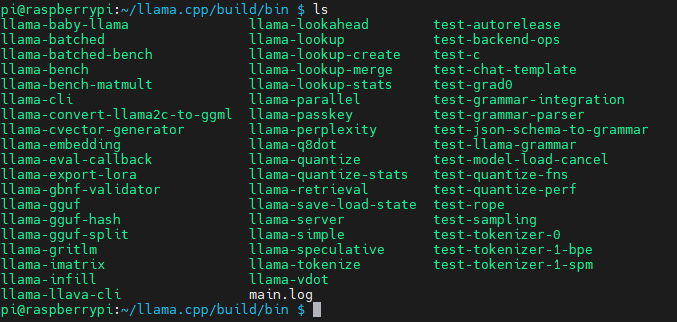 pi@raspberrypi:~/llama.cpp/build/bin $ ls
llama-baby-llama llama-lookahead test-autorelease
llama-batched llama-lookup test-backend-ops
llama-batched-bench llama-lookup-create test-c
llama-bench llama-lookup-merge test-chat-template
llama-bench-matmult llama-lookup-stats test-grad0
llama-cli llama-parallel test-grammar-integration
llama-convert-llama2c-to-ggml llama-passkey test-grammar-parser
llama-cvector-generator llama-perplexity test-json-schema-to-grammar
llama-embedding llama-q8dot test-llama-grammar
llama-eval-callback llama-quantize test-model-load-cancel
llama-export-lora llama-quantize-stats test-quantize-fns
llama-gbnf-validator llama-retrieval test-quantize-perf
llama-gguf llama-save-load-state test-rope
llama-gguf-hash llama-server test-sampling
llama-gguf-split llama-simple test-tokenizer-0
llama-gritlm llama-speculative test-tokenizer-1-bpe
llama-imatrix llama-tokenize test-tokenizer-1-spm
llama-infill llama-vdot
llama-llava-cli main.log
pi@raspberrypi:~/llama.cpp/build/bin $